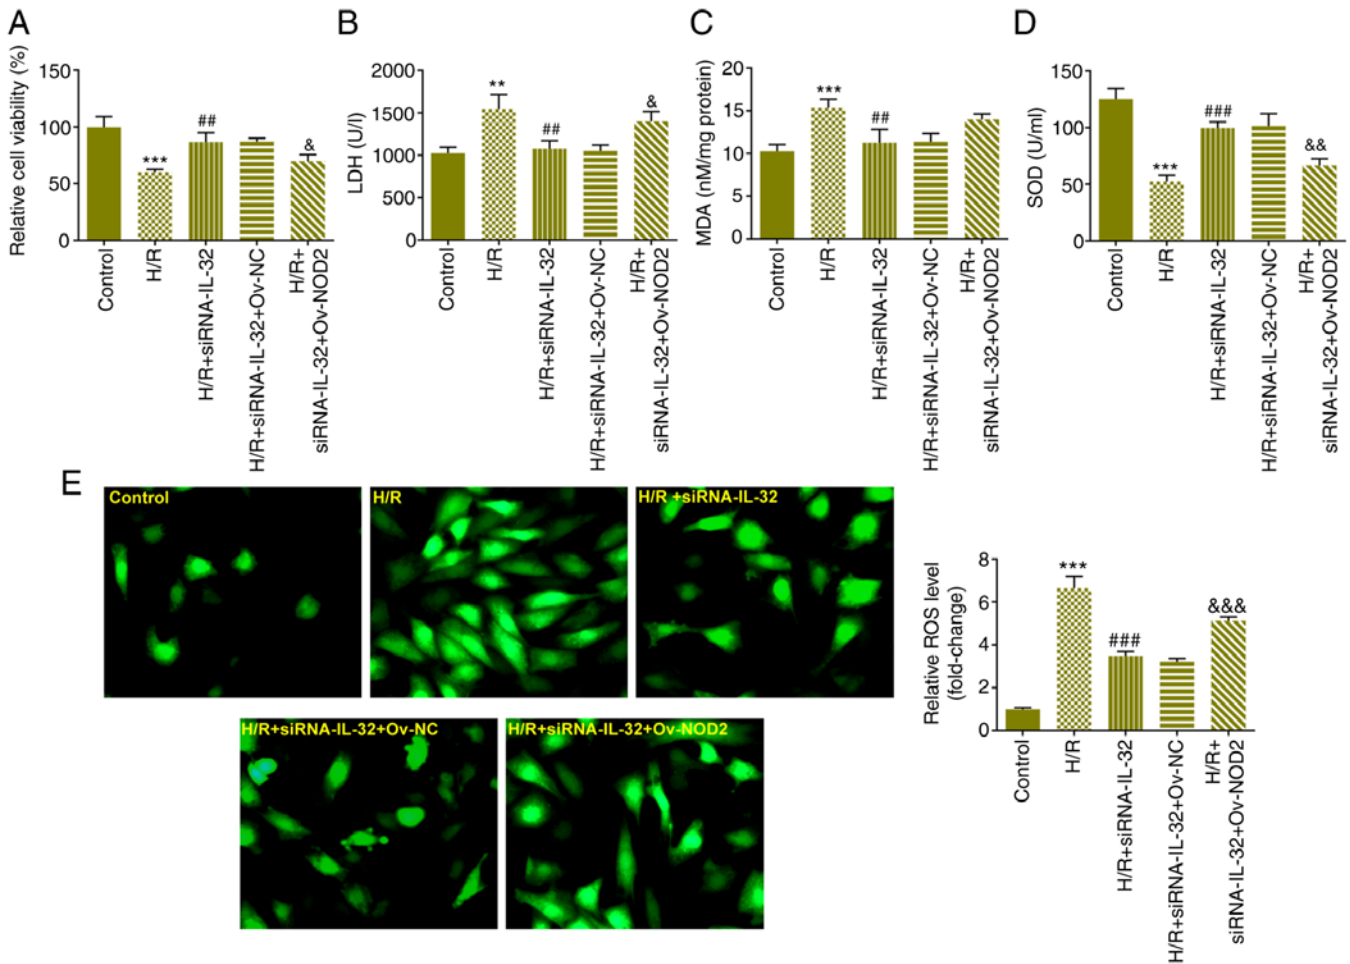 A
Relative cell viability (%)
150
100
50
0
***
##
&
Control
H/R
H/R+siRNA-IL-32
H/R+siRNA-IL-32+Ov-NC
H/R+
siRNA-IL-32+Ov-NOD2
B
LDH (U/l)
2000
1500
1000
500
0
**
##
&
Control
H/R
H/R+siRNA-IL-32
H/R+siRNA-IL-32+Ov-NC
H/R+
siRNA-IL-32+Ov-NOD2
C
MDA (nM/mg protein)
20
15
10
5
0
***
##
Control
H/R
H/R+siRNA-IL-32
H/R+siRNA-IL-32+Ov-NC
H/R+
siRNA-IL-32+Ov-NOD2
D
SOD (U/ml)
150
100
50
0
***
###
&&
Control
H/R
H/R+siRNA-IL-32
H/R+siRNA-IL-32+Ov-NC
H/R+
siRNA-IL-32+Ov-NOD2
E
Control
H/R
H/R +siRNA-IL-32
H/R+siRNA-IL-32+Ov-NC
H/R+siRNA-IL-32+Ov-NOD2
Relative ROS level
(fold-change)
8
6
4
2
0
***
###
&&&
Control
H/R
H/R+siRNA-IL-32
H/R+siRNA-IL-32+Ov-NC
H/R+
siRNA-IL-32+Ov-NOD2